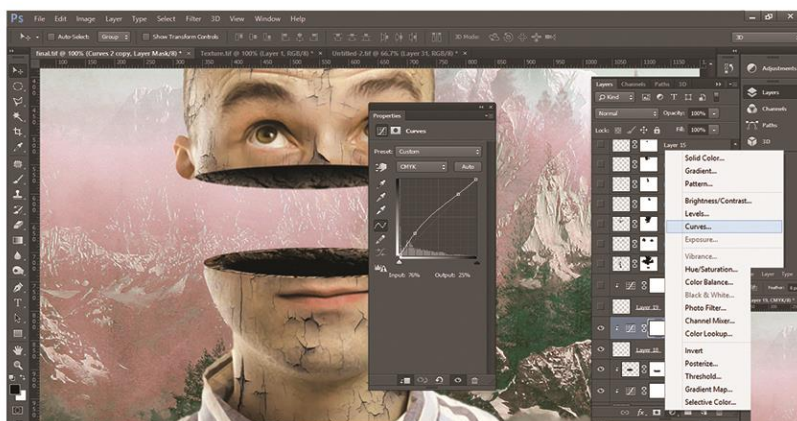 Ps File Edit Image Layer Type Select Filter 3D View Window Help
Auto-Select: Group Show Transform Controls 3D Mode: 3D
final.tif @ 100% (Curves 2 copy, Layer Mask/8) * Texture.tif @ 100% (Layer 1, RGB/8) * Untitled-2.tif @ 66.7% (Layer 31, RGB/8) *
Properties
Curves
Preset: Custom
CMYK Auto
Input: 76% Output: 25%
Adjustments
Layers
Channels
Paths
3D
Layers Channels Paths 3D
Kind
Normal Opacity: 100%
Lock: Fill: 100%
Layer 15
Layer 19
Layer 18
Solid Color...
Gradient...
Pattern...
Brightness/Contrast...
Levels...
Curves...
Exposure...
Vibrance...
Hue/Saturation...
Color Balance...
Black & White...
Photo Filter...
Channel Mixer...
Color Lookup...
Invert
Posterize...
Threshold...
Gradient Map...
Selective Color...